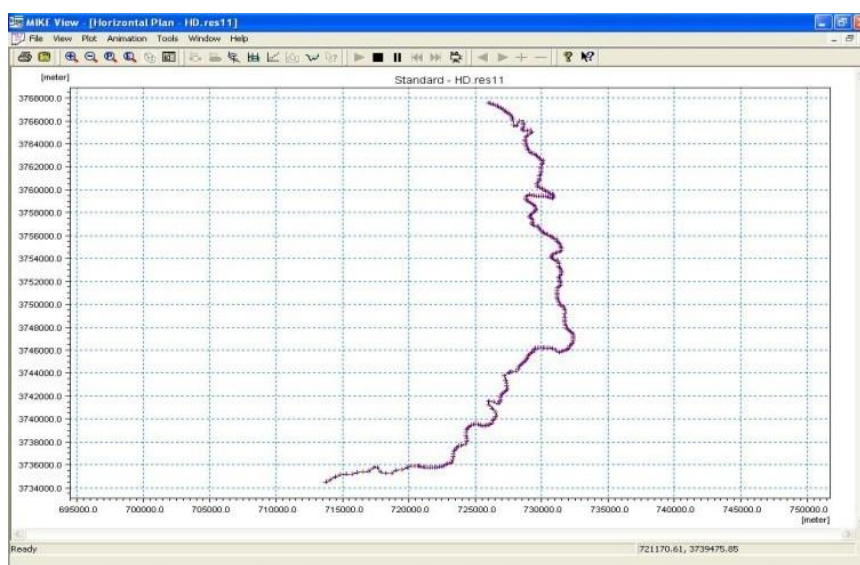 MIKE View - [Horizontal Plan - HD.res11]
File View Plot Animation Tools Window Help
Standard - HD.res11
[meter]
3768000.0
3766000.0
3764000.0
3762000.0
3760000.0
3758000.0
3756000.0
3754000.0
3752000.0
3750000.0
3748000.0
3746000.0
3744000.0
3742000.0
3740000.0
3738000.0
3736000.0
3734000.0
695000.0 700000.0 705000.0 710000.0 715000.0 720000.0 725000.0 730000.0 735000.0 740000.0 745000.0 750000.0
[meter]
Ready 721170.61, 3739475.85